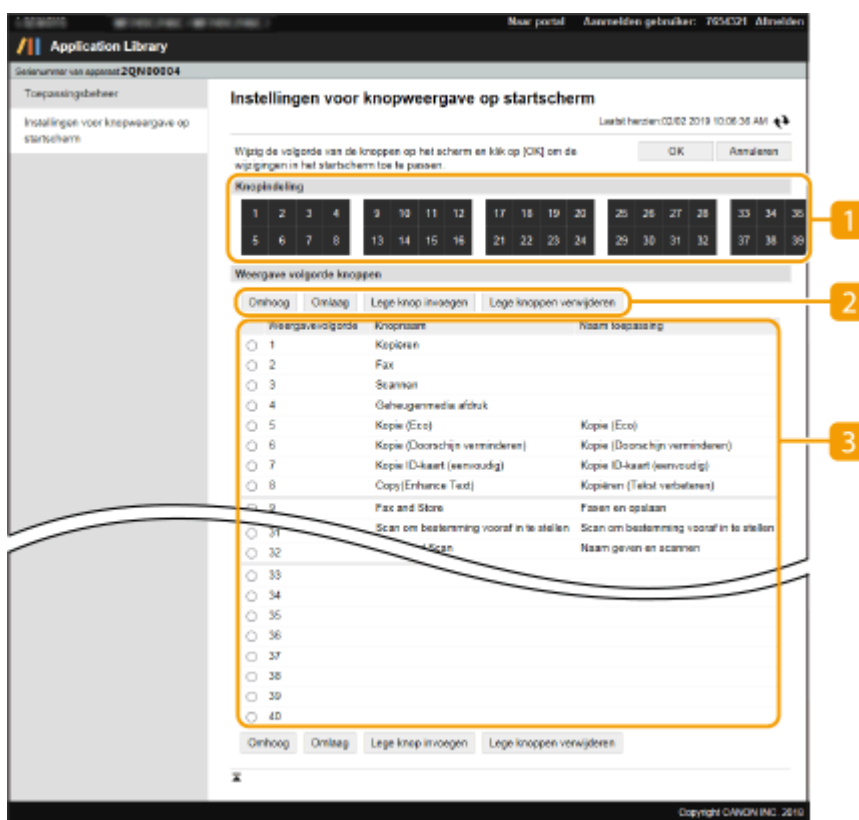 Naar portal Aanmelden gebruiker: 7654321 Afmelden
Application Library
Serienummer van apparaat 2QN00004
Toepassingsbeheer
Instellingen voor knopweergave op
startscherm
Instellingen voor knopweergave op startscherm
Laatst herzien:02/02 2019 10:06:36 AM
Wijzig de volgorde van de knoppen op het scherm en klik op [OK] om de
wijzigingen in het startscherm toe te passen.
OK Annuleren
Knopindeling
1 2 3 4 9 10 11 12 17 18 19 20 25 26 27 28 33 34 35
5 6 7 8 13 14 15 16 21 22 23 24 29 30 31 32 37 38 39
1
Weergave volgorde knoppen
Omhoog Omlaag Lege knop invoegen Lege knoppen verwijderen
2
Weergavevolgorde Knopnaam Naam toepassing
1 Kopiëren
2 Fax
3 Scannen
4 Geheugenmedia afdruk
5 Kopie (Eco) Kopie (Eco)
6 Kopie (Doorschijn verminderen) Kopie (Doorschijn verminderen)
3
7 Kopie ID-kaart (eenvoudig) Kopie ID-kaart (eenvoudig)
8 Copy(Enhance Text) Kopiëren (Tekst verbeteren)
9 Fax and Store Faxen en opslaan
31 Scan om bestemming vooraf in te stellen Scan om bestemming vooraf in te stellen
32 Scan Naam geven en scannen
33
34
35
36
37
38
39
40
Omhoog Omlaag Lege knop invoegen Lege knoppen verwijderen
Copyright CANON INC. 2019